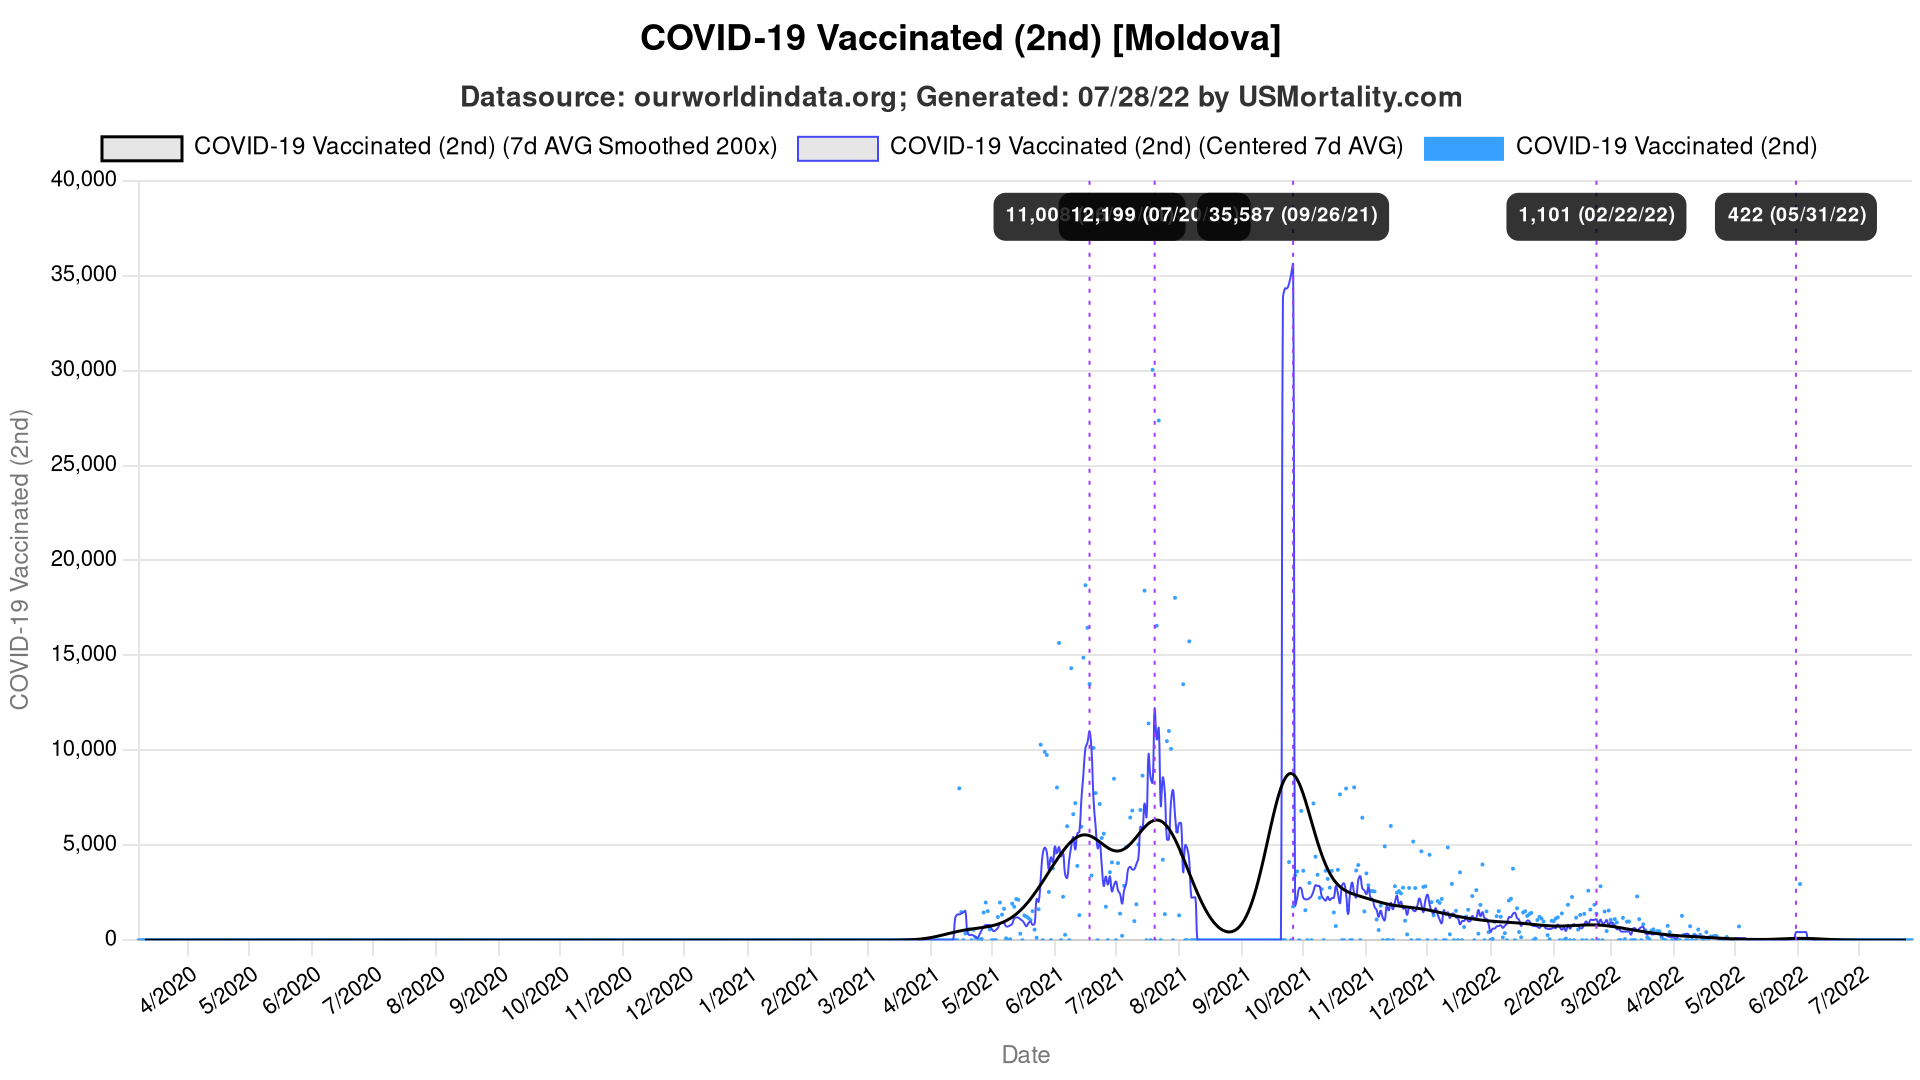 COVID-19 Vaccinated (2nd) [Moldova]
Datasource: ourworldindata.org; Generated: 07/28/22 by USMortality.com
COVID-19 Vaccinated (2nd) (7d AVG Smoothed 200x) COVID-19 Vaccinated (2nd) (Centered 7d AVG) COVID-19 Vaccinated (2nd)
40,000
35,000
30,000
25,000
20,000
15,000
10,000
5,000
0
COVID-19 Vaccinated (2nd)
11,00 12,199 (07/20 35,587 (09/26/21) 1,101 (02/22/22) 422 (05/31/22)
4/2020 5/2020 6/2020 7/2020 8/2020 9/2020 10/2020 11/2020 12/2020 1/2021 2/2021 3/2021 4/2021 5/2021 6/2021 7/2021 8/2021 9/2021 10/2021 11/2021 12/2021 1/2022 2/2022 3/2022 4/2022 5/2022 6/2022 7/2022
Date